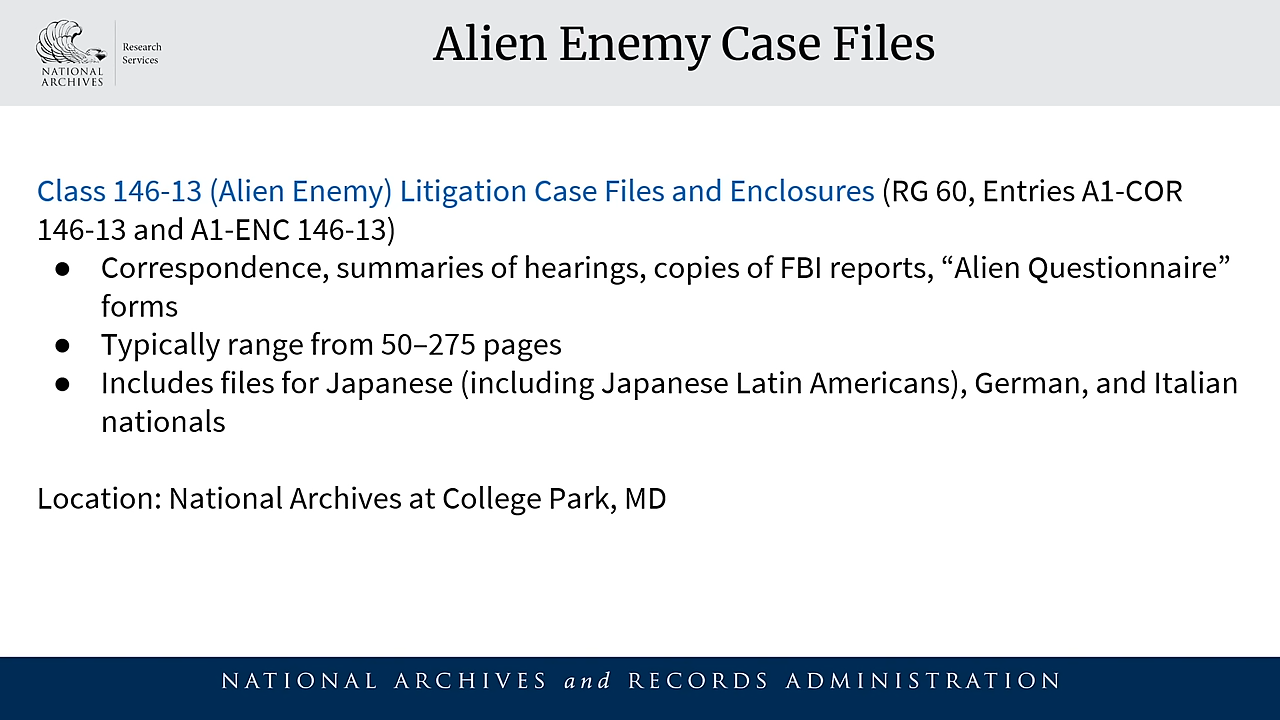 Alien Enemy Case Files
NATIONAL
ARCHIVES
Research
Services
Class 146-13 (Alien Enemy) Litigation Case Files and Enclosures (RG 60, Entries A1-COR
146-13 and A1-ENC 146-13)
● Correspondence, summaries of hearings, copies of FBI reports, “Alien Questionnaire”
forms
● Typically range from 50–275 pages
● Includes files for Japanese (including Japanese Latin Americans), German, and Italian
nationals
Location: National Archives at College Park, MD
NATIONAL ARCHIVES and RECORDS ADMINISTRATION